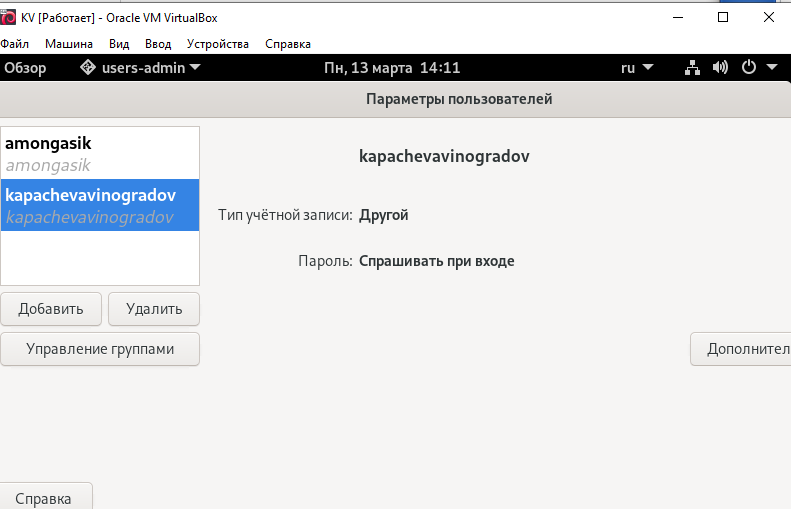 KV [Работает] - Oracle VM VirtualBox
Файл Машина Вид Ввод Устройства Справка
Обзор users-admin Пн, 13 марта 14:11 ru
Параметры пользователей
amongasik
amongasik
kapachevavinogradov
kapachevavinogradov
kapachevavinogradov
Тип учётной записи: Другой
Пароль: Спрашивать при входе
Добавить Удалить
Управление группами
Дополнител
Справка